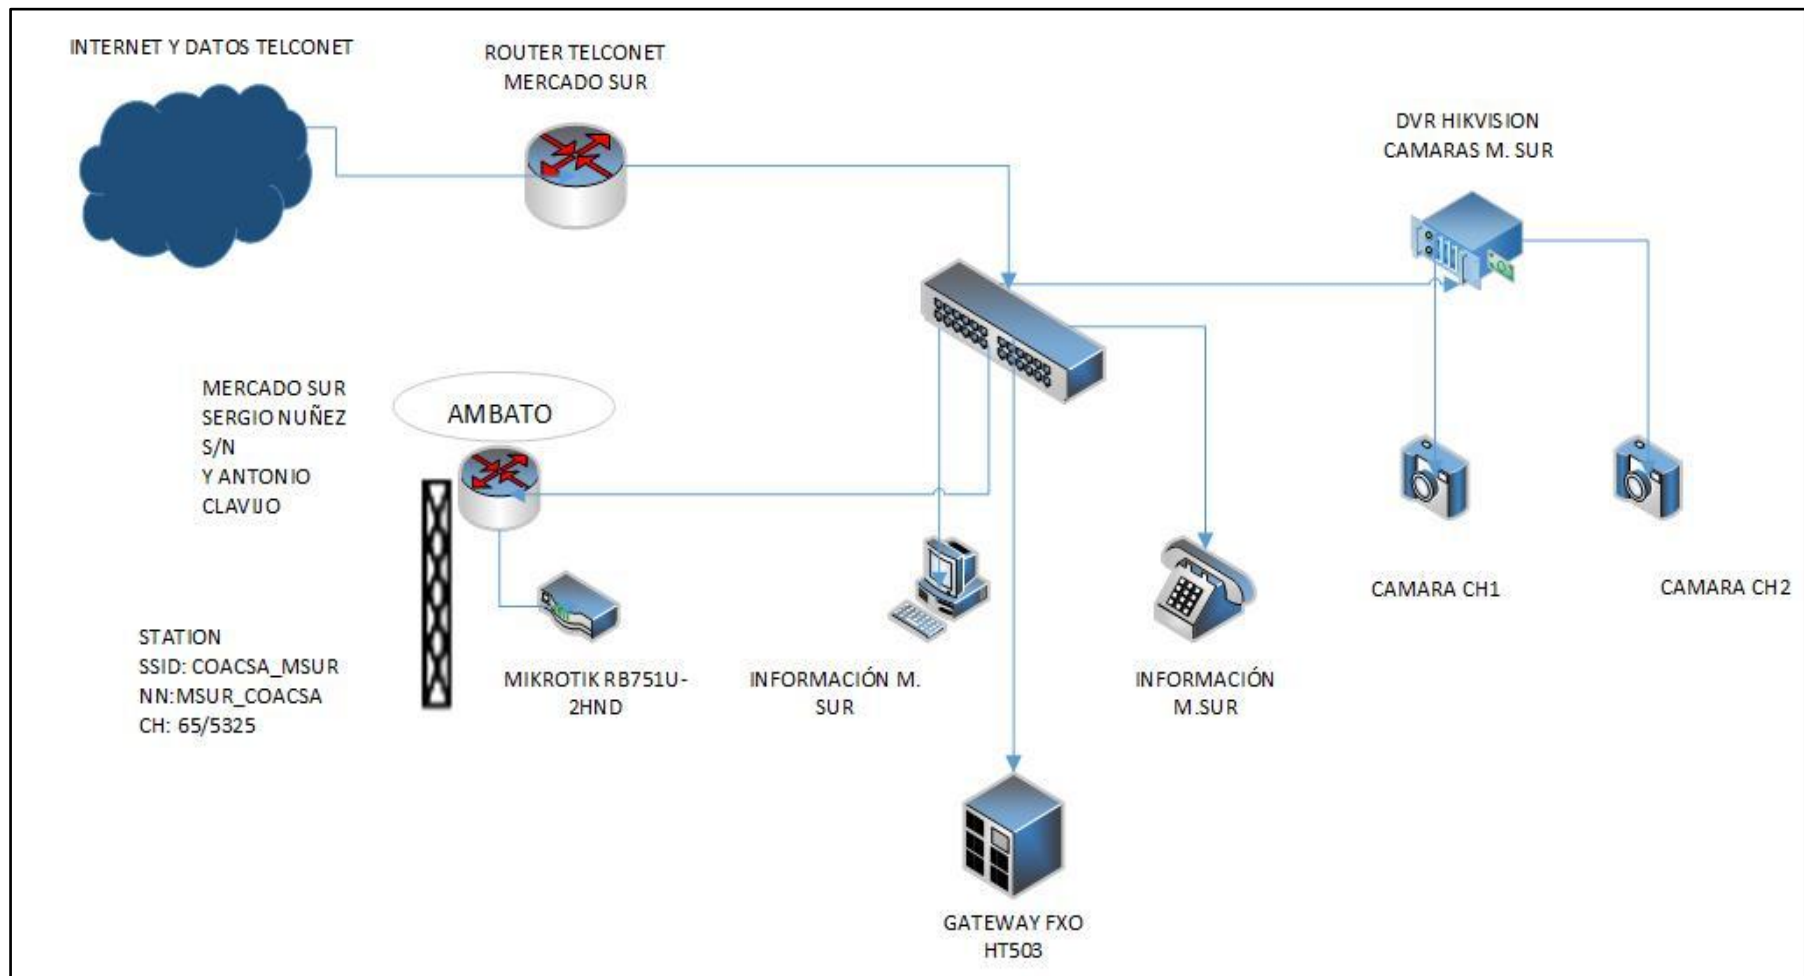 INTERNET Y DATOS TELCONET
ROUTER TELCONET
MERCADO SUR
DVR HIKVISION
CAMARAS M. SUR
MERCADO SUR
SERGIO NUÑEZ
S/N
Y ANTONIO
CLAVIJO
AMBATO
STATION
SSID: COACSA_MSUR
NN:MSUR_COACSA
CH: 65/5325
MIKROTIK RB751U-
2HND
INFORMACIÓN M.
SUR
INFORMACIÓN
M.SUR
CAMARA CH1
CAMARA CH2
GATEWAY FXO
HT503